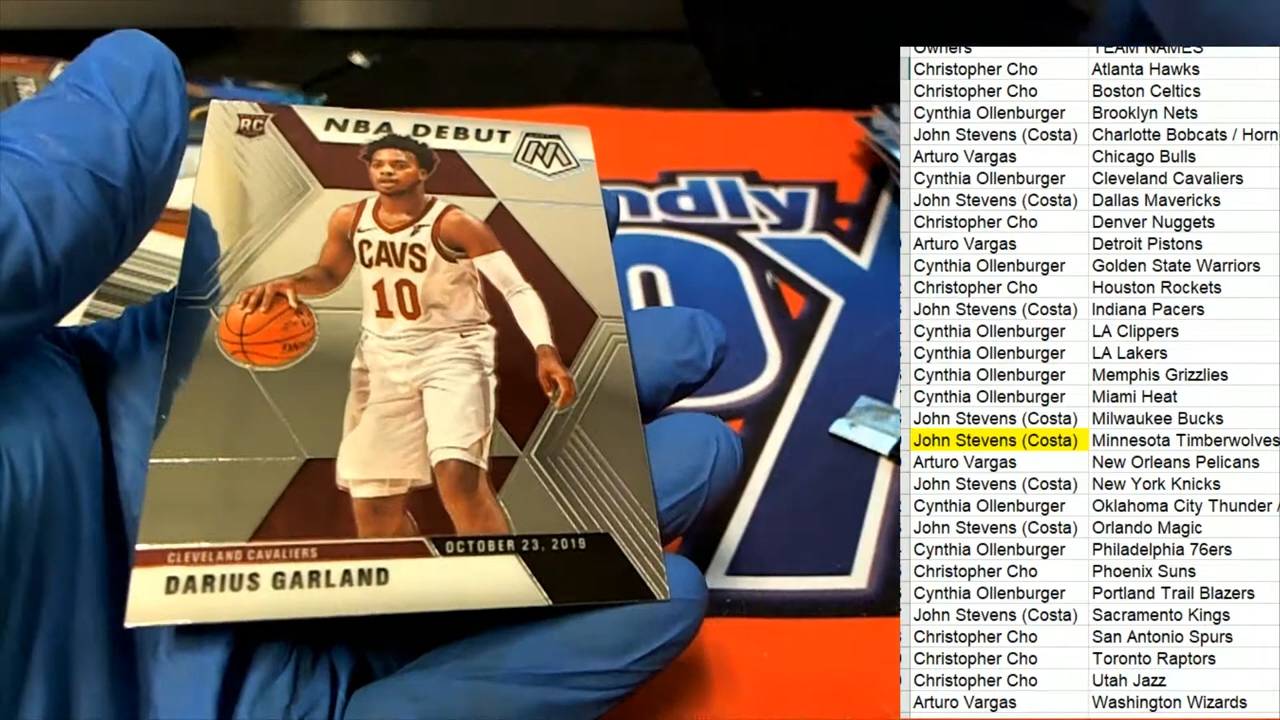 RC
NBA DEBUT
CAVS
10
CLEVELAND CAVALIERS
OCTOBER 23, 2019
DARIUS GARLAND
ndly
Owners TEAM NAMES
Christopher Cho Atlanta Hawks
Christopher Cho Boston Celtics
Cynthia Ollenburger Brooklyn Nets
John Stevens (Costa) Charlotte Bobcats / Horn
Arturo Vargas Chicago Bulls
Cynthia Ollenburger Cleveland Cavaliers
John Stevens (Costa) Dallas Mavericks
Christopher Cho Denver Nuggets
Arturo Vargas Detroit Pistons
Cynthia Ollenburger Golden State Warriors
Christopher Cho Houston Rockets
John Stevens (Costa) Indiana Pacers
Cynthia Ollenburger LA Clippers
Cynthia Ollenburger LA Lakers
Cynthia Ollenburger Memphis Grizzlies
Cynthia Ollenburger Miami Heat
John Stevens (Costa) Milwaukee Bucks
John Stevens (Costa) Minnesota Timberwolves
Arturo Vargas New Orleans Pelicans
John Stevens (Costa) New York Knicks
Cynthia Ollenburger Oklahoma City Thunder /
John Stevens (Costa) Orlando Magic
Cynthia Ollenburger Philadelphia 76ers
Christopher Cho Phoenix Suns
Cynthia Ollenburger Portland Trail Blazers
John Stevens (Costa) Sacramento Kings
Christopher Cho San Antonio Spurs
Christopher Cho Toronto Raptors
Christopher Cho Utah Jazz
Arturo Vargas Washington Wizards